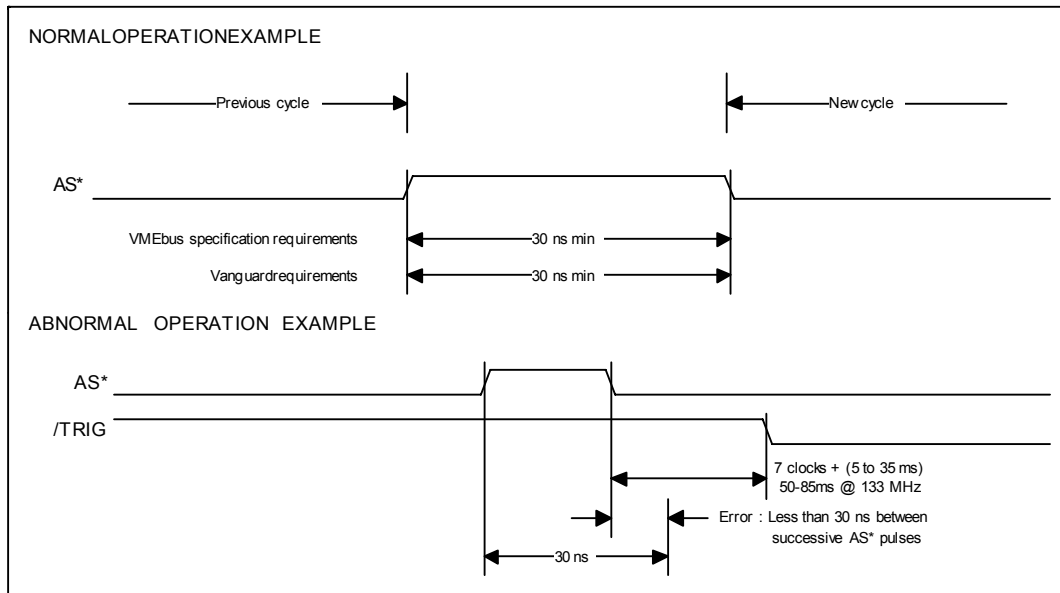 NORMALOPERATIONEXAMPLE
Previous cycle
Newcycle
AS*
VMEbus specification requirements
30 ns min
Vanguardrequirements
30 ns min
ABNORMAL OPERATION EXAMPLE
AS*
/TRIG
7 clocks + (5 to 35 ms)
50-85ms @ 133 MHz
Error : Less than 30 ns between
successive AS* pulses
30 ns